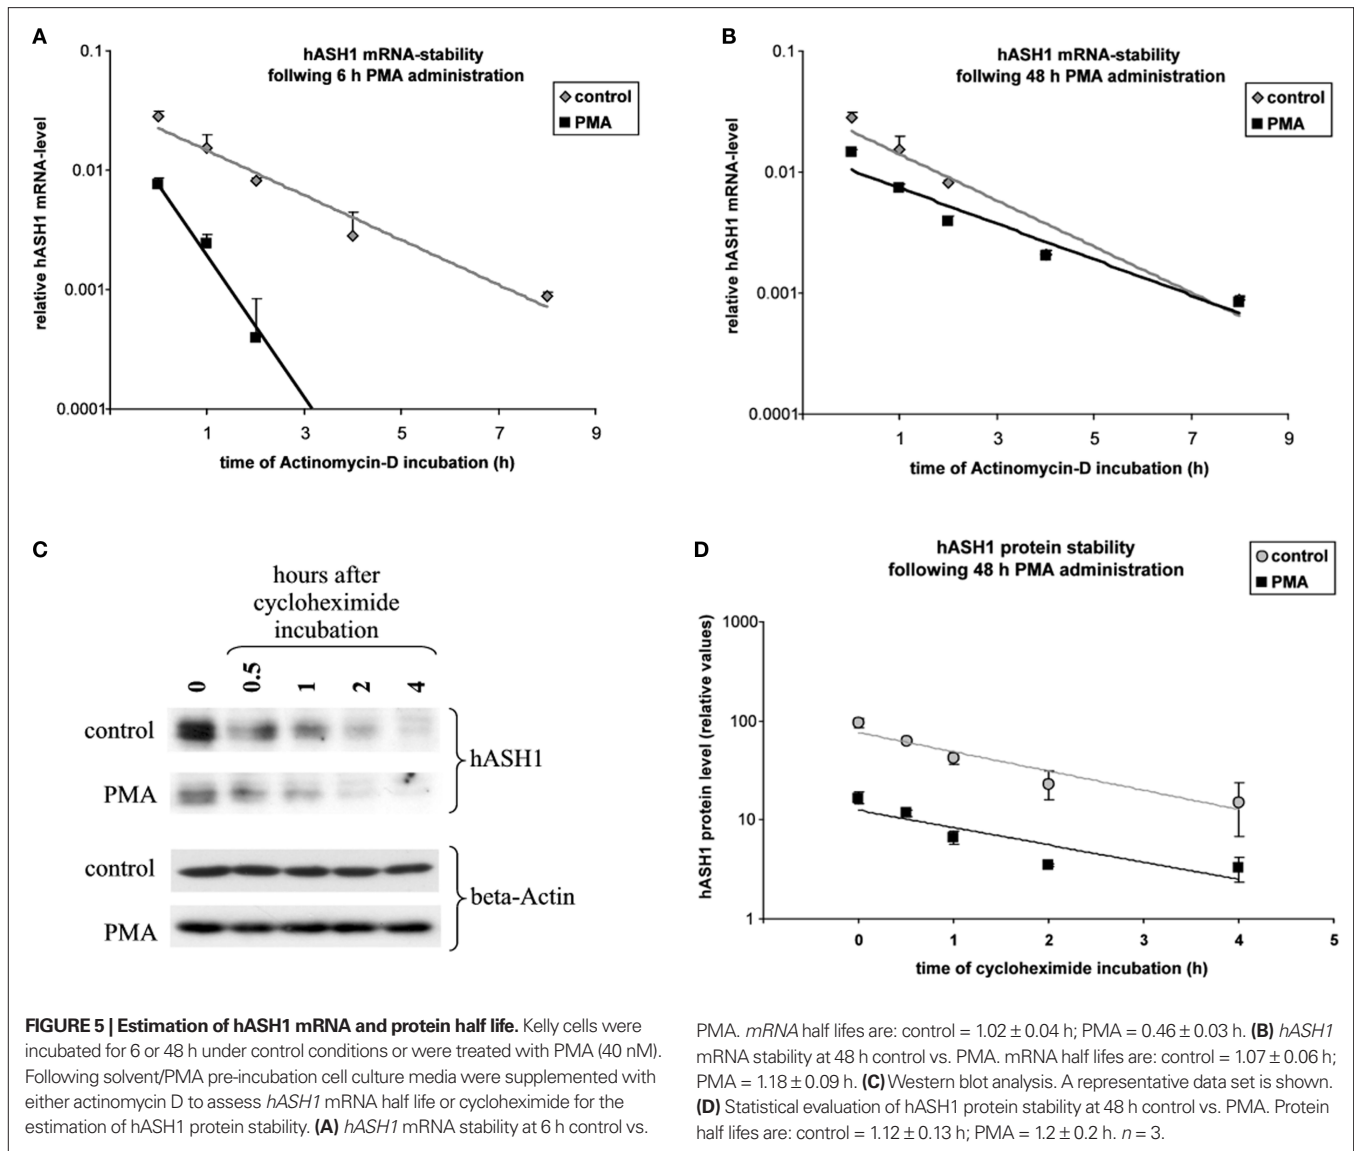 A
hASH1 mRNA-stability
follwing 6 h PMA administration
control
PMA
relative hASH1 mRNA-level
0.1
0.01
0.001
0.0001
1 3 5 7 9
time of Actinomycin-D incubation (h)
B
hASH1 mRNA-stability
follwing 48 h PMA administration
control
PMA
relative hASH1 mRNA-level
0.1
0.01
0.001
0.0001
1 3 5 7 9
time of Actinomycin-D incubation (h)
C
hours after
cycloheximide
incubation
0 0.5 1 2 4
control
PMA
hASH1
control
PMA
beta-Actin
D
hASH1 protein stability
following 48 h PMA administration
control
PMA
hASH1 protein level (relative values)
1000
100
10
1
0 1 2 3 4 5
time of cycloheximide incubation (h)
FIGURE 5 | Estimation of hASH1 mRNA and protein half life. Kelly cells were
incubated for 6 or 48 h under control conditions or were treated with PMA (40 nM).
Following solvent/PMA pre-incubation cell culture media were supplemented with
either actinomycin D to assess hASH1 mRNA half life or cycloheximide for the
estimation of hASH1 protein stability. (A) hASH1 mRNA stability at 6 h control vs.
PMA. mRNA half lifes are: control = 1.02 ± 0.04 h; PMA = 0.46 ± 0.03 h. (B) hASH1
mRNA stability at 48 h control vs. PMA. mRNA half lifes are: control = 1.07 ± 0.06 h;
PMA = 1.18 ± 0.09 h. (C) Western blot analysis. A representative data set is shown.
(D) Statistical evaluation of hASH1 protein stability at 48 h control vs. PMA. Protein
half lifes are: control = 1.12 ± 0.13 h; PMA = 1.2 ± 0.2 h. n = 3.